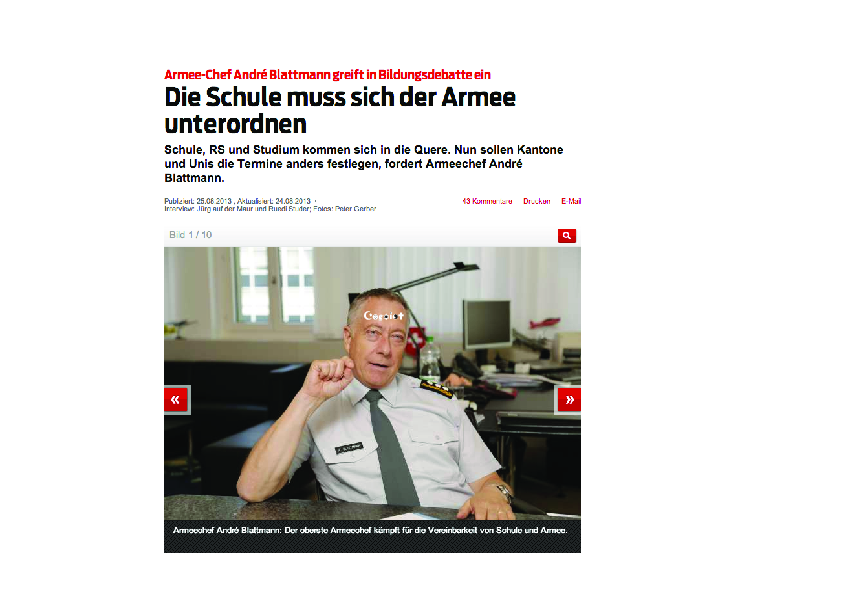 Armee-Chef André Blattmann greift in Bildungsdebatte ein
Die Schule muss sich der Armee
unterordnen
Schule, RS und Studium kommen sich in die Quere. Nun sollen Kantone
und Unis die Termine anders festlegen, fordert Armeechef André
Blattmann.
Publiziert: 25.08.2013 , Aktualisiert: 24.08.2013 ·
Interview: Jürg auf der Maur und Ruedi Studer; Fotos: Peter Gerber
43 Kommentare Drucken E-Mail
Bild 1 / 10
« »
Armeechef André Blattmann: Der oberste Armeechef kämpft für die Vereinbarkeit von Schule und Armee.